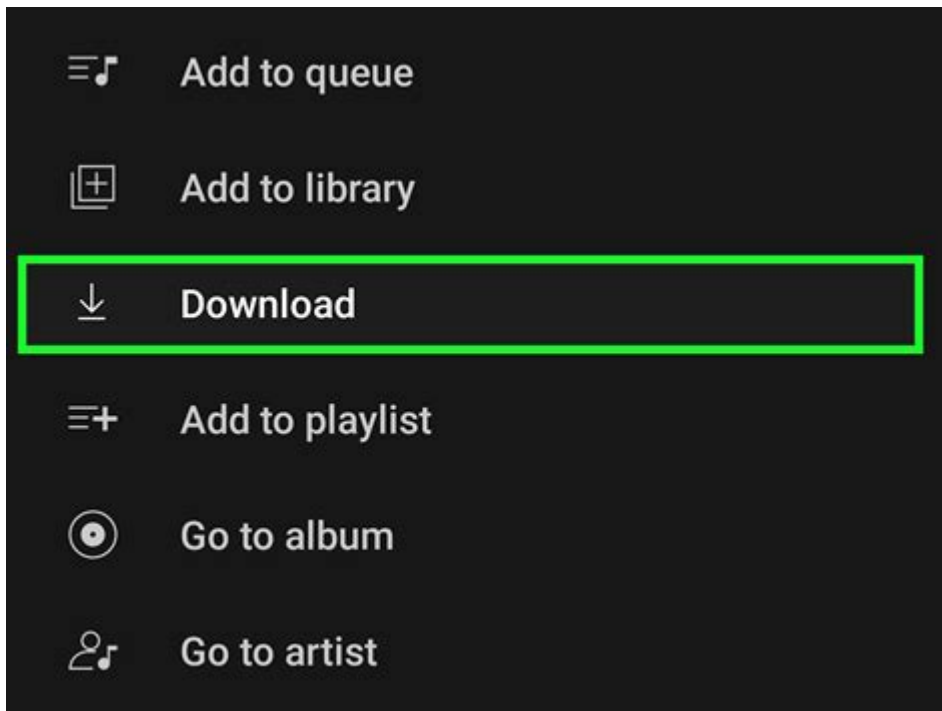 Add to queue
Add to library
Download
Add to playlist
Go to album
Go to artist